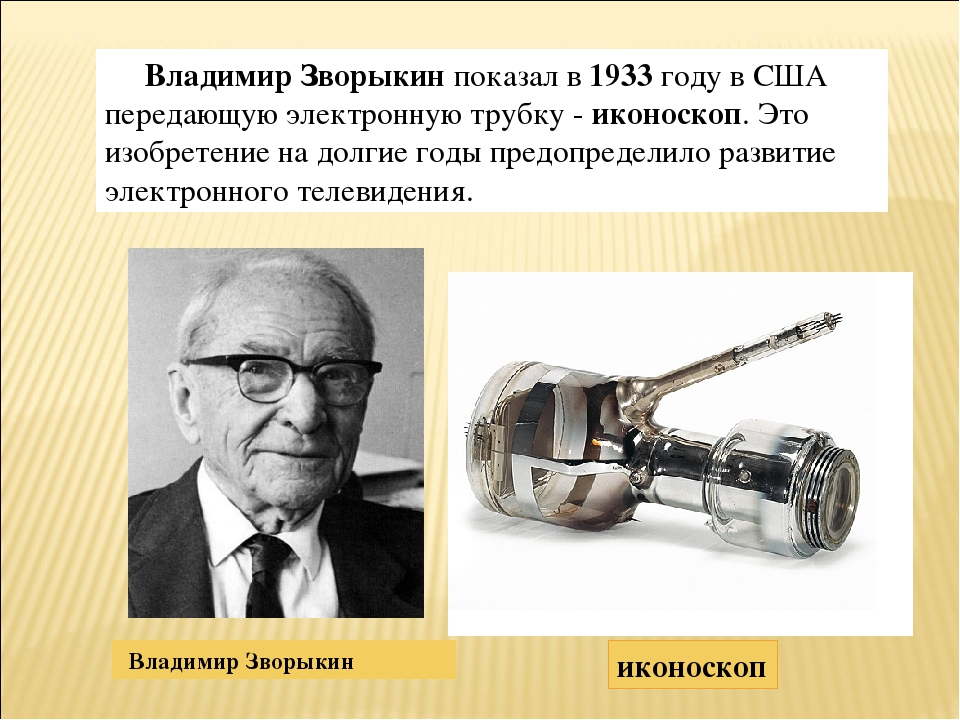 Владимир Зворыкин показал в 1933 году в США
передающую электронную трубку - иконоскоп. Это
изобретение на долгие годы предопределило развитие
электронного телевидения.
Владимир Зворыкин
иконоскоп